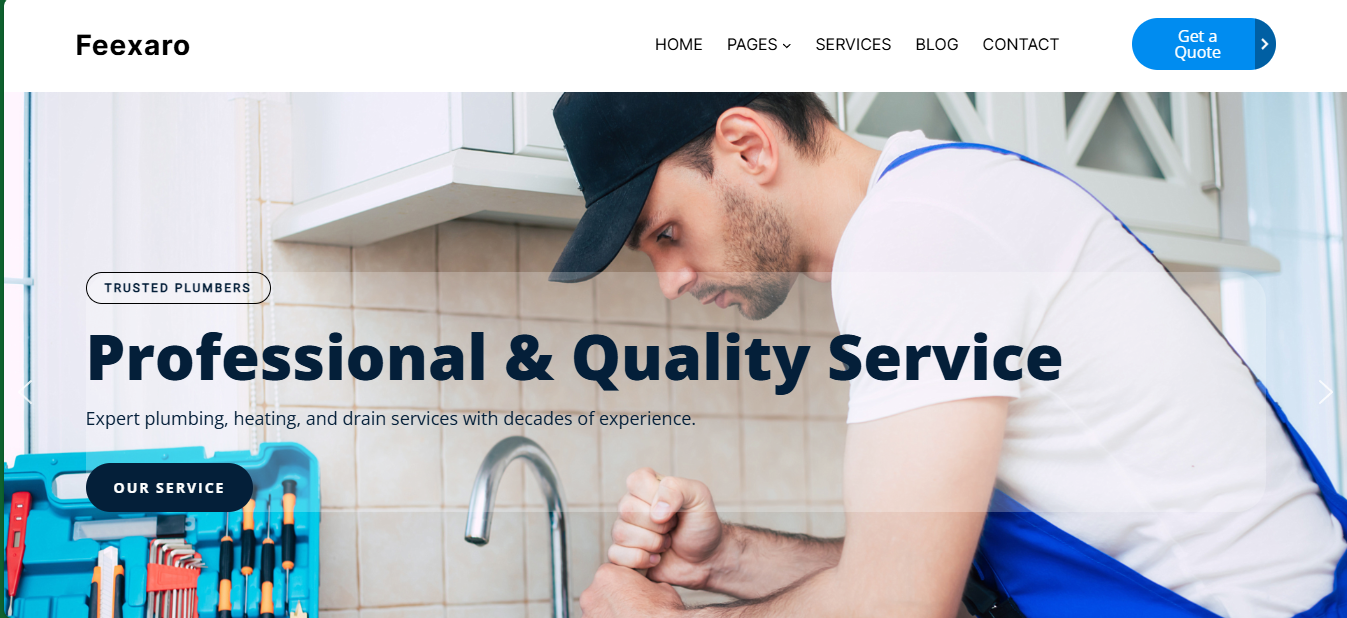 Feexaro
HOME PAGES SERVICES BLOG CONTACT
Get a
Quote
TRUSTED PLUMBERS
Professional & Quality Service
Expert plumbing, heating, and drain services with decades of experience.
OUR SERVICE